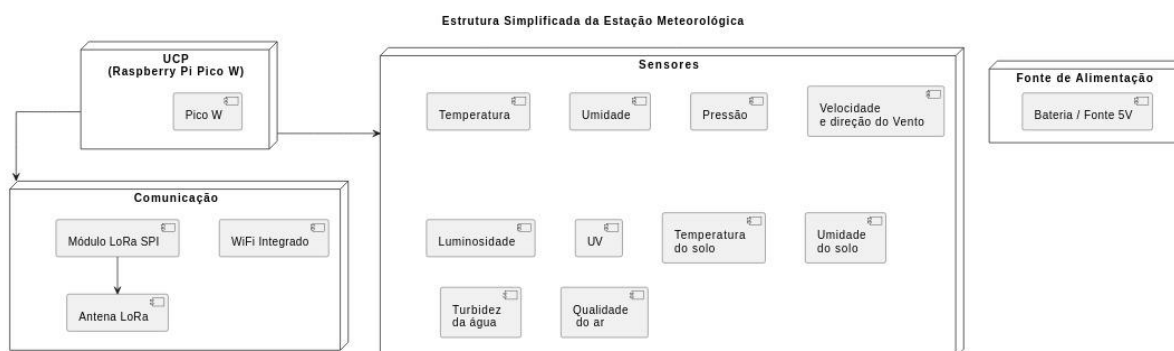 Estrutura Simplificada da Estação Meteorológica
UCP
(Raspberry Pi Pico W)
Pico W
Comunicação
Módulo LoRa SPI
WiFi Integrado
Antena LoRa
Sensores
Temperatura
Umidade
Pressão
Velocidade
e direção do Vento
Luminosidade
UV
Temperatura
do solo
Umidade
do solo
Turbidez
da água
Qualidade
do ar
Fonte de Alimentação
Bateria / Fonte 5V